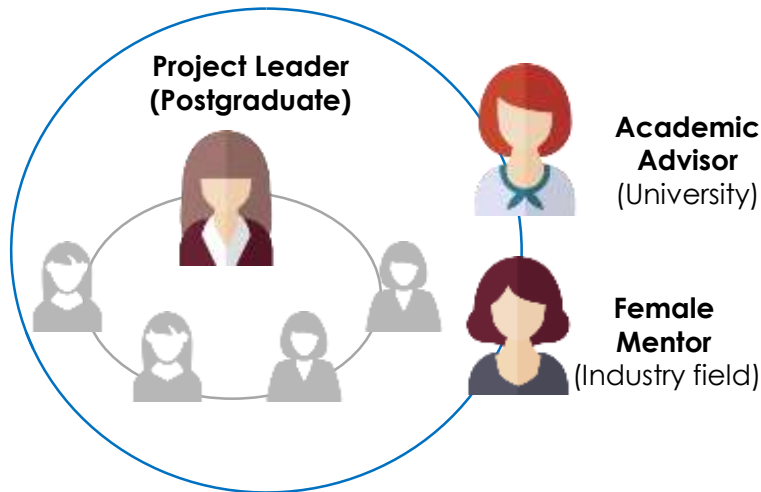 Project Leader
(Postgraduate)
Academic
Advisor
(University)
Female
Mentor
(Industry field)